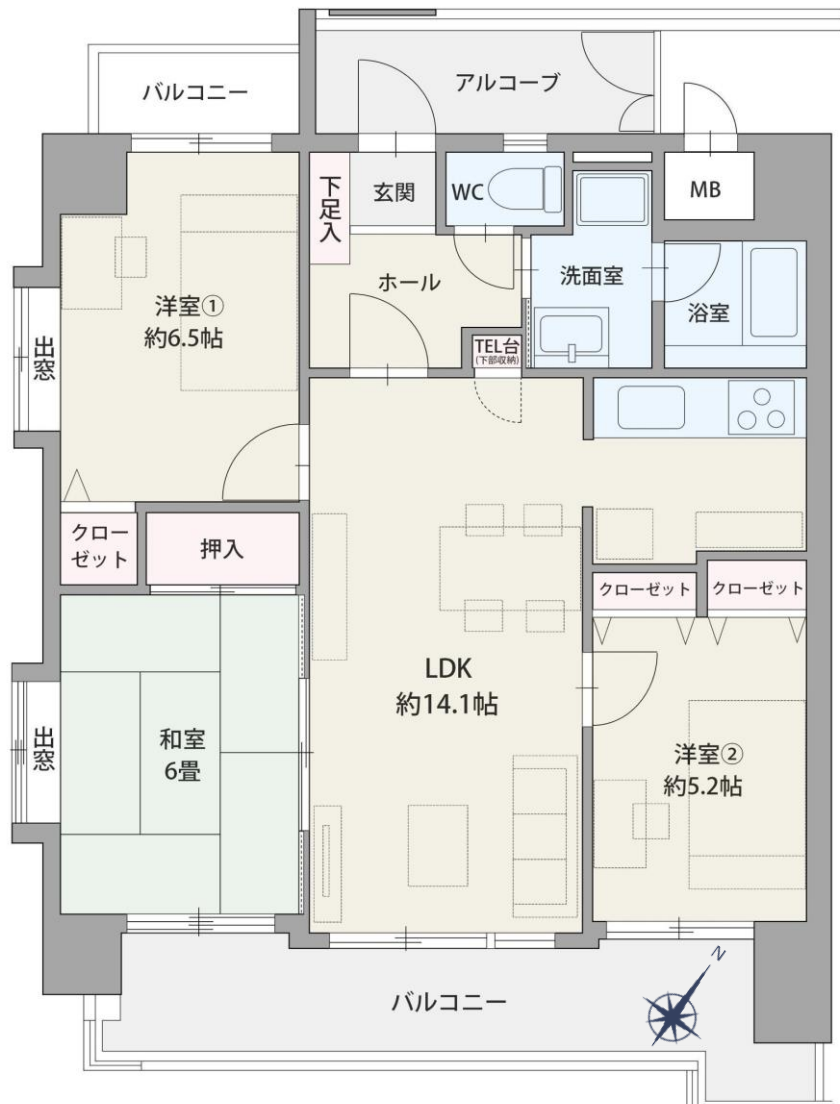 バルコニー
アルコーブ
下足入
玄関
WC
MB
ホール
洗面室
浴室
洋室①
約6.5帖
出窓
TEL台
(下部収納)
クロー
ゼット
押入
クローゼット
クローゼット
LDK
約14.1帖
和室
6畳
出窓
洋室②
約5.2帖
バルコニー
N